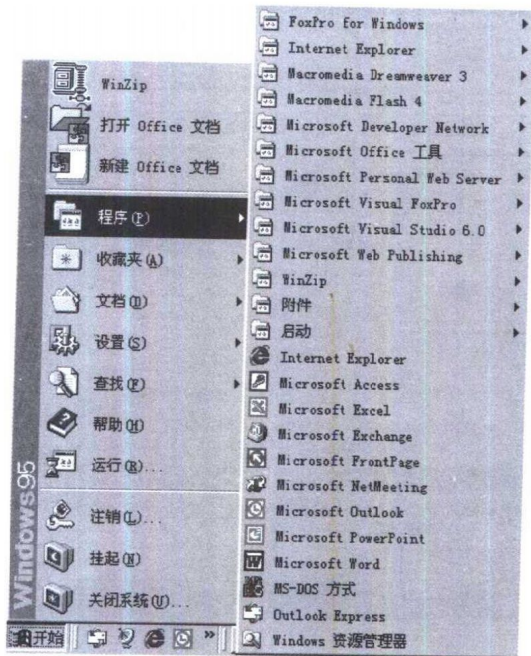 WinZip
打开 Office 文档
新建 Office 文档
程序(P)
收藏夹(A)
文档(D)
设置(S)
查找(F)
帮助(H)
运行(R)...
注销(L)...
挂起(N)
关闭系统(U)...
Windows95
开始
»
FoxPro for Windows
Internet Explorer
Macromedia Dreamweaver 3
Macromedia Flash 4
Microsoft Developer Network
Microsoft Office 工具
Microsoft Personal Web Server
Microsoft Visual FoxPro
Microsoft Visual Studio 6.0
Microsoft Web Publishing
WinZip
附件
启动
Internet Explorer
Microsoft Access
Microsoft Excel
Microsoft Exchange
Microsoft FrontPage
Microsoft NetMeeting
Microsoft Outlook
Microsoft PowerPoint
Microsoft Word
MS-DOS 方式
Outlook Express
Windows 资源管理器